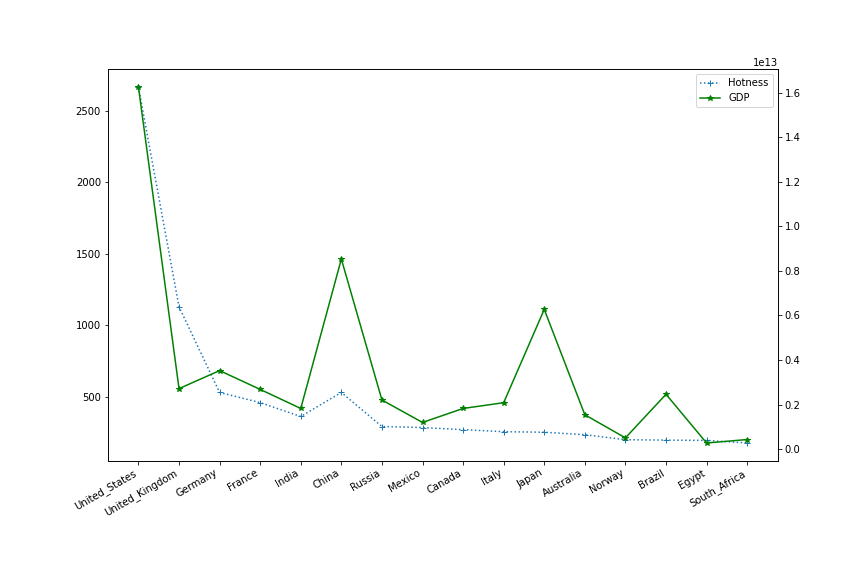 1e13
Hotness
GDP
2500
2000
1500
1000
500
1.6
1.4
1.2
1.0
0.8
0.6
0.4
0.2
0.0
United_States
United_Kingdom
Germany
France
India
China
Russia
Mexico
Canada
Italy
Japan
Australia
Norway
Brazil
Egypt
South_Africa